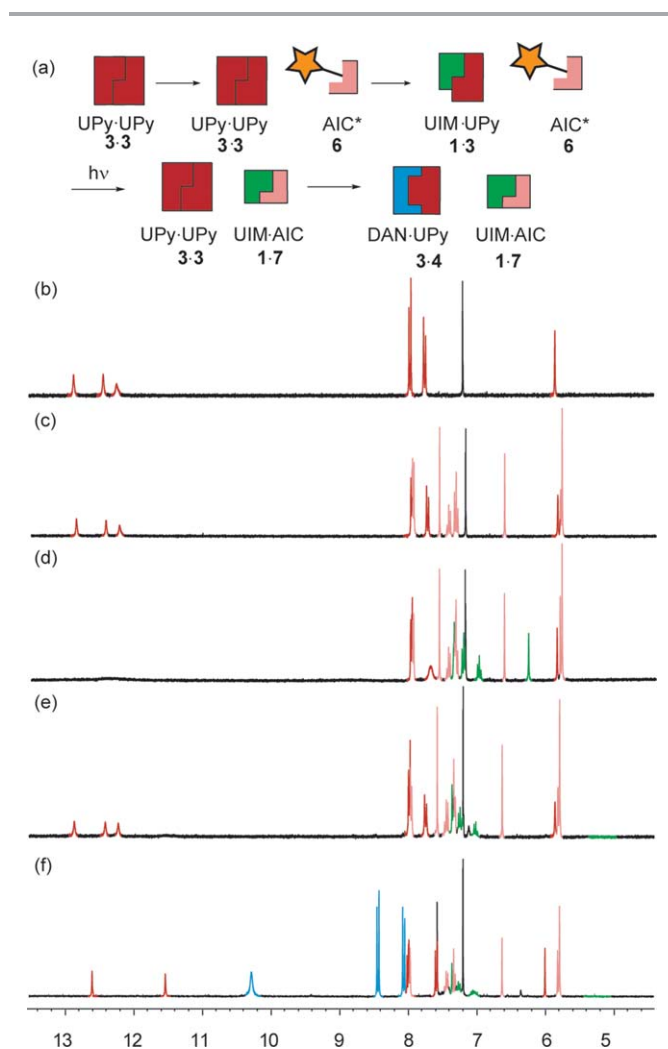 (a)
UPy·UPy UPy·UPy AIC* UIM·UPy AIC*
3·3 3·3 6 1·3 6
hν
UPy·UPy UIM·AIC DAN·UPy UIM·AIC
3·3 1·7 3·4 1·7
(b)
(c)
(d)
(e)
(f)
13 12 11 10 9 8 7 6 5